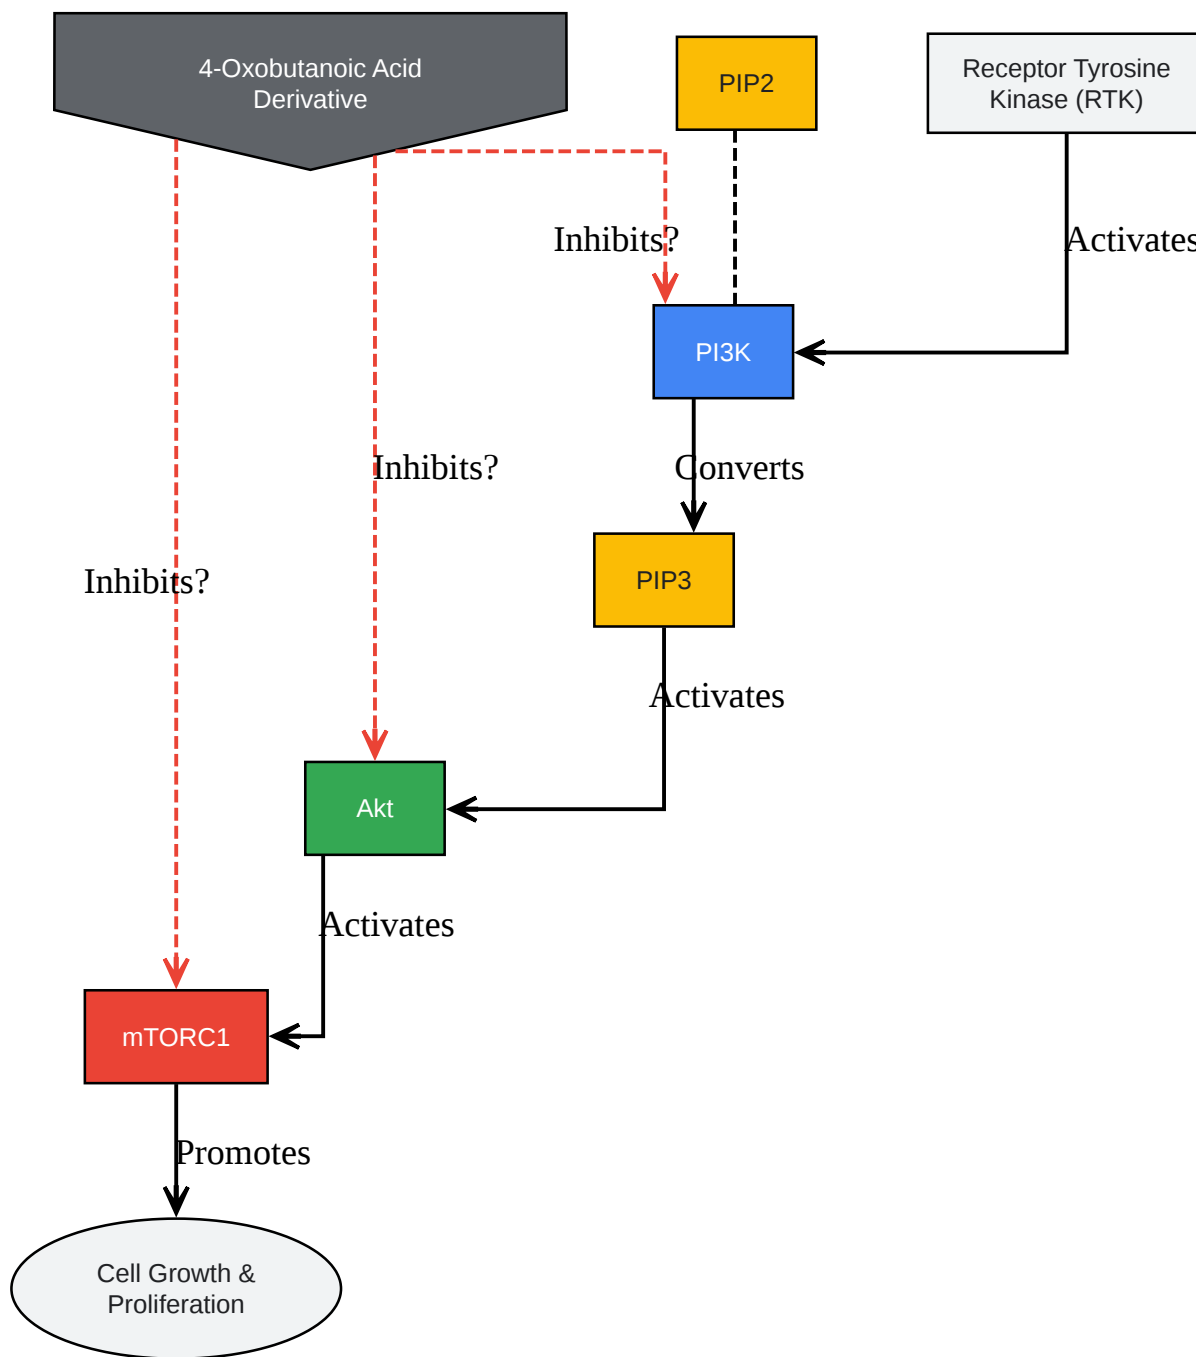 4-Oxobutanoic Acid
Derivative
PIP2
Receptor Tyrosine
Kinase (RTK)
Inhibits?
Activates
PI3K
Inhibits?
Converts
Inhibits?
PIP3
Activates
Akt
Activates
mTORC1
Promotes
Cell Growth &
Proliferation